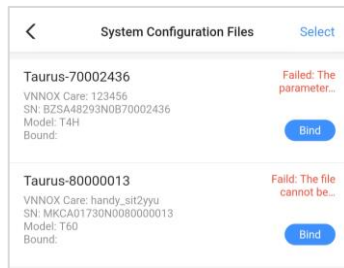 System Configuration Files
Select
Taurus-70002436
Failed: The
parameter...
VNNOX Care: 123456
SN: BZSA48293N0B70002436
Model: T4H
Bound:
Bind
Taurus-80000013
Faild: The file
cannot be...
VNNOX Care: handy_sit2yyu
SN: MKCA01730N0080000013
Model: T60
Bound:
Bind